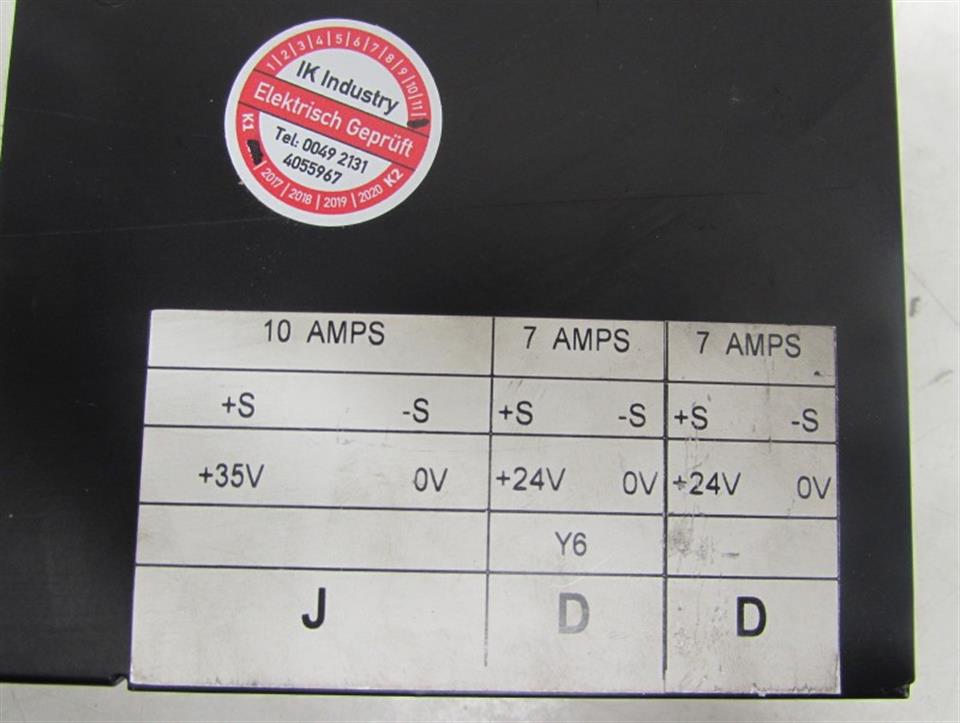 1|2|3|4|5|6|7|8|9|10|11|
IK Industry
Elektrisch Geprüft
Tel: 0049 2131
4055967
K1 2017 | 2018 | 2019 | 2020 K2
10 AMPS 7 AMPS 7 AMPS
+S -S +S -S +S -S
+35V 0V +24V 0V +24V 0V
Y6
J D D